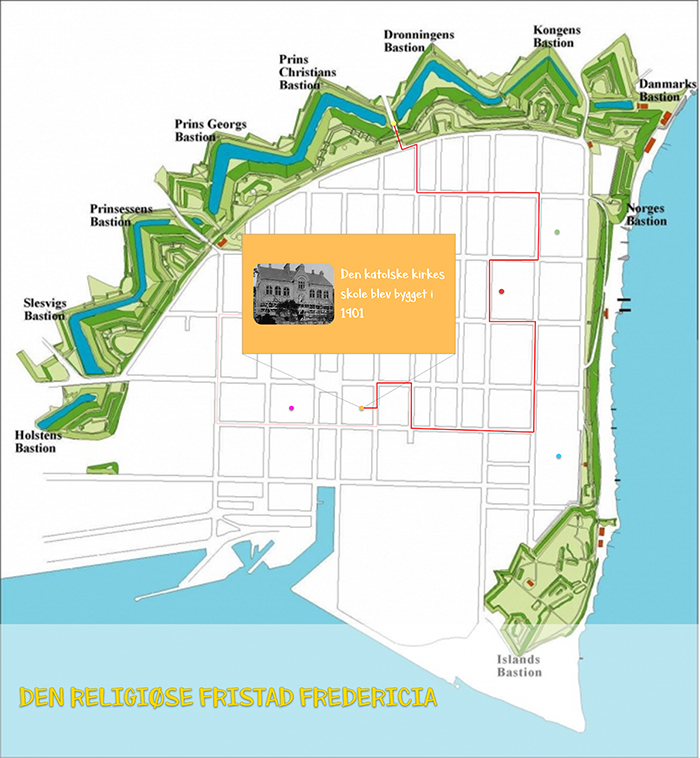 Kongens
Bastion
Dronningens
Bastion
Prins
Christians
Bastion
Danmarks
Bastion
Prins Georgs
Bastion
Prinsessens
Bastion
Norges
Bastion
Den katolske kirkes
skole blev bygget i
1901
Slesvigs
Bastion
Holstens
Bastion
Islands
Bastion
DEN RELIGIØSE FRISTAD FREDERICIA